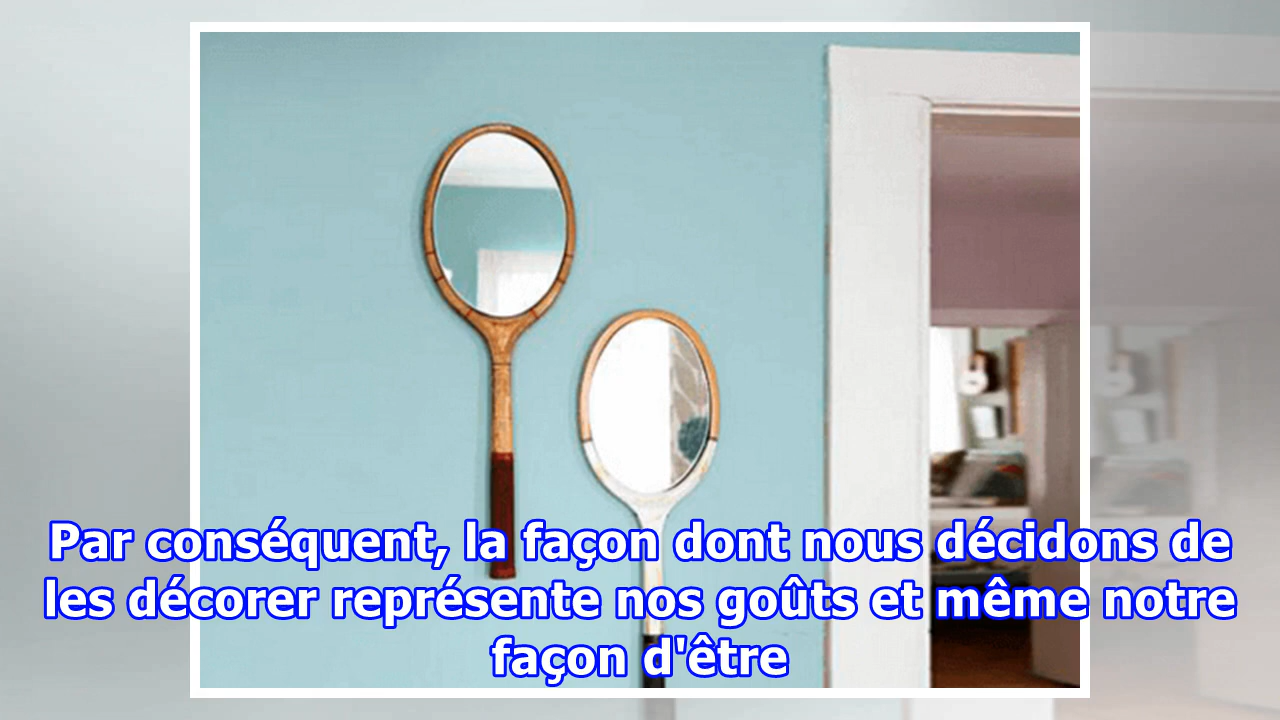 Par conséquent, la façon dont nous décidons de
les décorer représente nos goûts et même notre
façon d'être